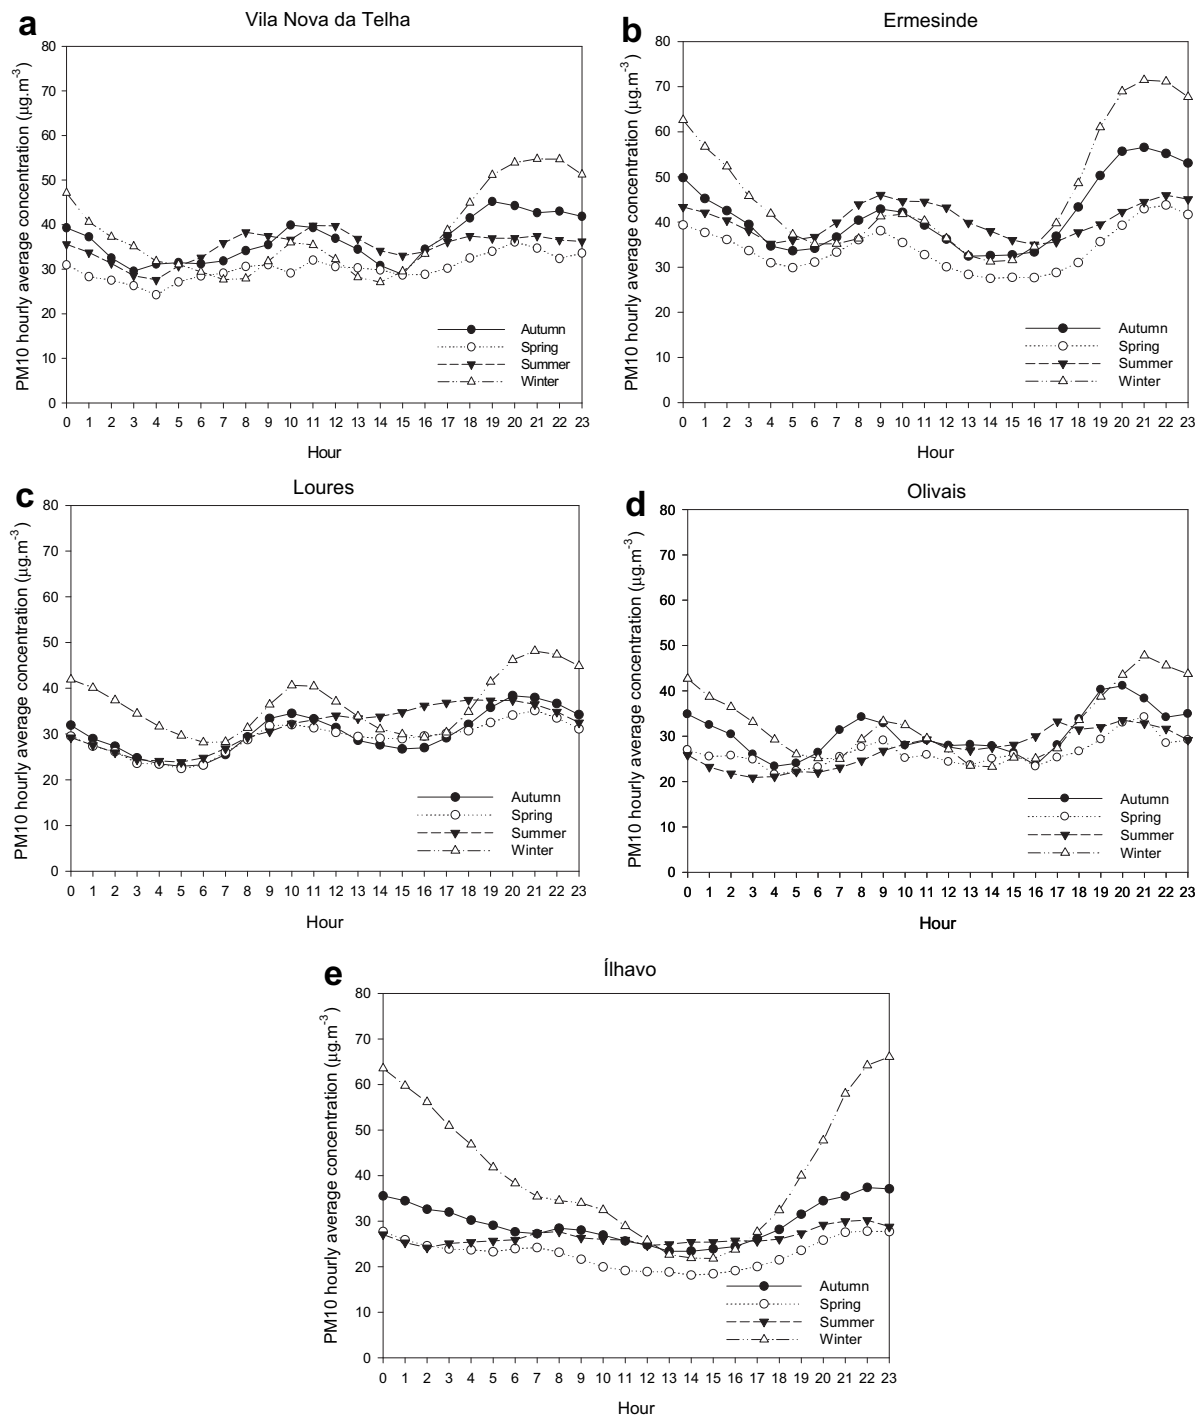 a
Vila Nova da Telha
PM10 hourly average concentration (µg.m⁻³)
80
70
60
50
40
30
20
10
0
0 1 2 3 4 5 6 7 8 9 10 11 12 13 14 15 16 17 18 19 20 21 22 23
Hour
Autumn
Spring
Summer
Winter
b
Ermesinde
PM10 hourly average concentration (µg.m⁻³)
80
70
60
50
40
30
20
10
0
0 1 2 3 4 5 6 7 8 9 10 11 12 13 14 15 16 17 18 19 20 21 22 23
Hour
Autumn
Spring
Summer
Winter
c
Loures
PM10 hourly average concentration (µg.m⁻³)
80
70
60
50
40
30
20
10
0
0 1 2 3 4 5 6 7 8 9 10 11 12 13 14 15 16 17 18 19 20 21 22 23
Hour
Autumn
Spring
Summer
Winter
d
Olivais
PM10 hourly average concentration (µg.m⁻³)
80
70
60
50
40
30
20
10
0
0 1 2 3 4 5 6 7 8 9 10 11 12 13 14 15 16 17 18 19 20 21 22 23
Hour
Autumn
Spring
Summer
Winter
e
Ílhavo
PM10 hourly average concentration (µg.m⁻³)
80
70
60
50
40
30
20
10
0
0 1 2 3 4 5 6 7 8 9 10 11 12 13 14 15 16 17 18 19 20 21 22 23
Hour
Autumn
Spring
Summer
Winter